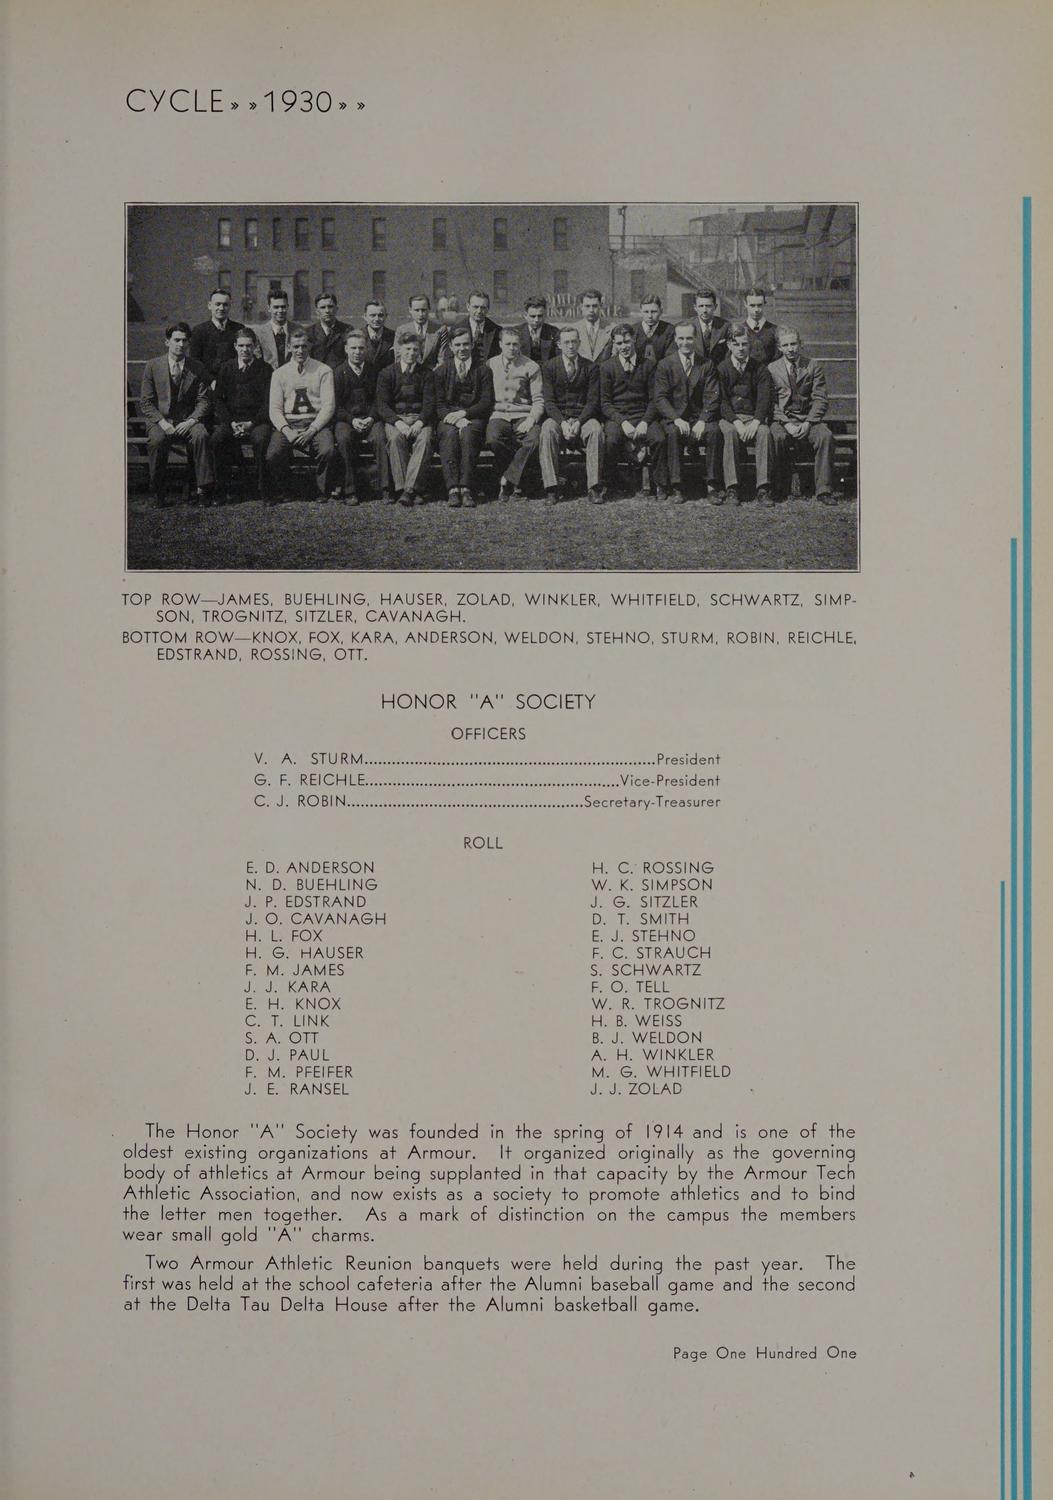 CYCLE » » 1930 » »
A
TOP ROW—JAMES, BUEHLING, HAUSER, ZOLAD, WINKLER, WHITFIELD, SCHWARTZ, SIMP-
SON, TROGNITZ, SITZLER, CAVANAGH.
BOTTOM ROW—KNOX, FOX, KARA, ANDERSON, WELDON, STEHNO, STURM, ROBIN, REICHLE,
EDSTRAND, ROSSING, OTT.
HONOR "A" SOCIETY
OFFICERS
V. A. STURM................................................................President
G. F. REICHLE........................................................Vice-President
C. J. ROBIN....................................................Secretary-Treasurer
ROLL
E. D. ANDERSON
N. D. BUEHLING
J. P. EDSTRAND
J. O. CAVANAGH
H. L. FOX
H. G. HAUSER
F. M. JAMES
J. J. KARA
E. H. KNOX
C. T. LINK
S. A. OTT
D. J. PAUL
F. M. PFEIFER
J. E. RANSEL
H. C. ROSSING
W. K. SIMPSON
J. G. SITZLER
D. T. SMITH
E. J. STEHNO
F. C. STRAUCH
S. SCHWARTZ
F. O. TELL
W. R. TROGNITZ
H. B. WEISS
B. J. WELDON
A. H. WINKLER
M. G. WHITFIELD
J. J. ZOLAD
The Honor "A" Society was founded in the spring of 1914 and is one of the
oldest existing organizations at Armour. It organized originally as the governing
body of athletics at Armour being supplanted in that capacity by the Armour Tech
Athletic Association, and now exists as a society to promote athletics and to bind
the letter men together. As a mark of distinction on the campus the members
wear small gold "A" charms.
Two Armour Athletic Reunion banquets were held during the past year. The
first was held at the school cafeteria after the Alumni baseball game and the second
at the Delta Tau Delta House after the Alumni basketball game.
Page One Hundred One